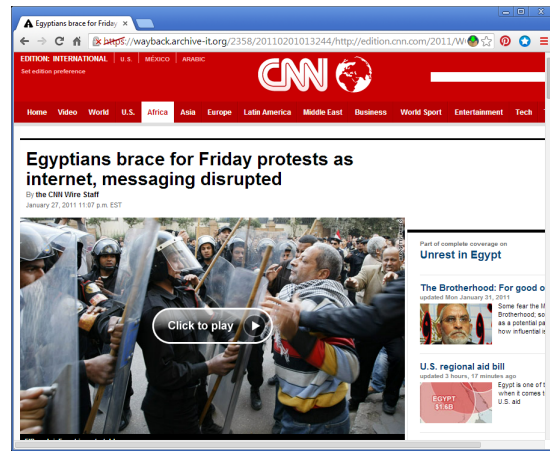 Egyptians brace for Friday
https://wayback.archive-it.org/2358/20110201013244/http://edition.cnn.com/2011/W
EDITION: INTERNATIONAL U.S. MÉXICO ARABIC
Set edition preference
CNN
Home Video World U.S. Africa Asia Europe Latin America Middle East Business World Sport Entertainment Tech
Egyptians brace for Friday protests as
internet, messaging disrupted
By the CNN Wire Staff
January 27, 2011 11:07 p.m. EST
Click to play
Part of complete coverage on
Unrest in Egypt
The Brotherhood: For good o
updated Mon January 31, 2011
Some fear the M
Brotherhood; so
as a potential pa
how influential is
U.S. regional aid bill
updated 3 hours, 17 minutes ago
Egypt is one of t
when it comes t
U.S. aid
EGYPT
$1.6B